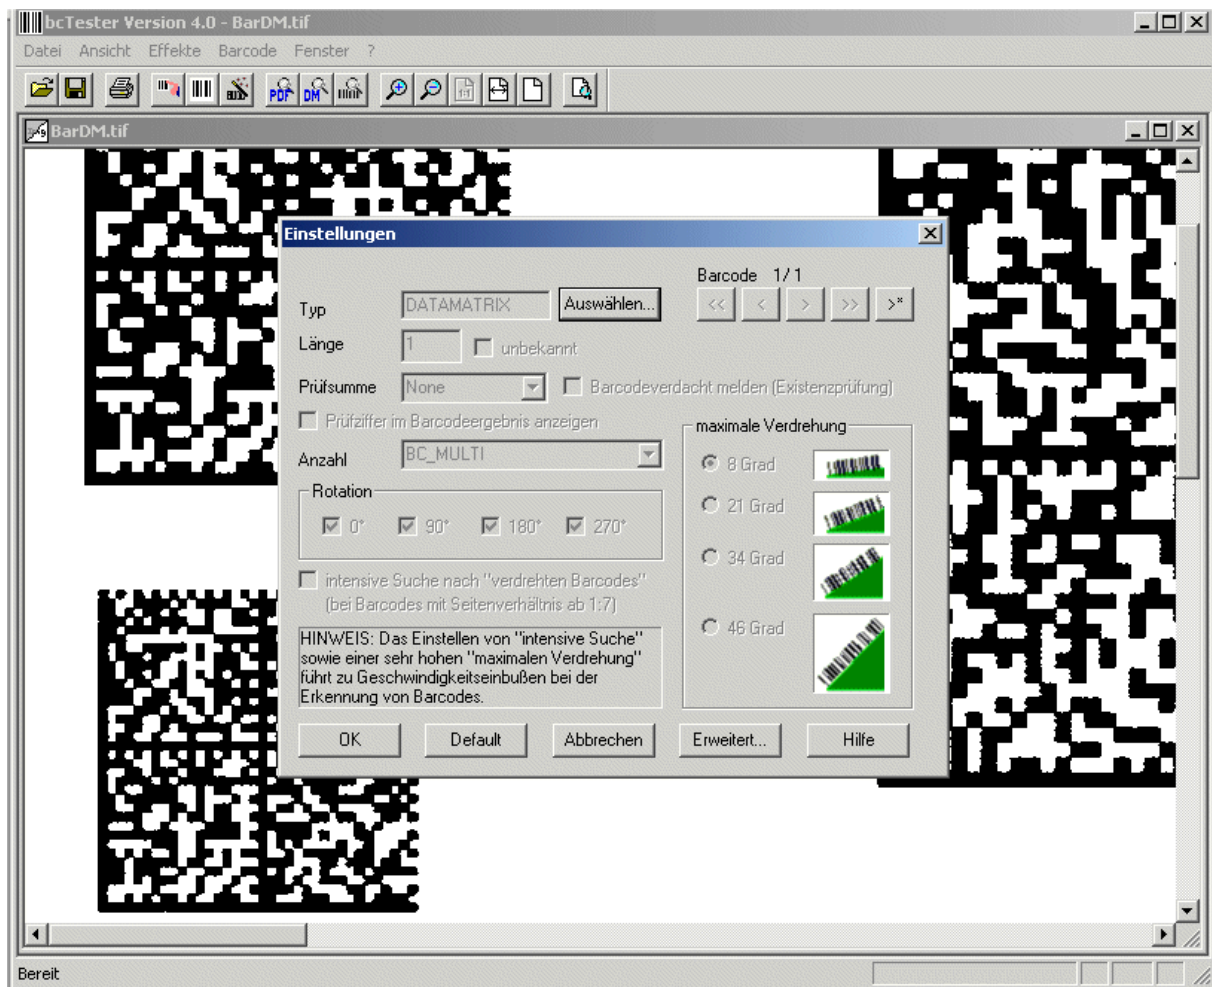 bcTester Version 4.0 - BarDM.tif
Datei Ansicht Effekte Barcode Fenster ?
PDF DM
1:1
BarDM.tif
Einstellungen
Barcode 1/ 1
Typ DATAMATRIX Auswählen... << < > >> >*
Länge 1 unbekannt
Prüfsumme None Barcodeverdacht melden (Existenzprüfung)
Prüfziffer im Barcodeergebnis anzeigen
maximale Verdrehung
Anzahl BC_MULTI
8 Grad
Rotation
0° 90° 180° 270°
21 Grad
34 Grad
intensive Suche nach "verdrehten Barcodes"
(bei Barcodes mit Seitenverhältnis ab 1:7)
46 Grad
HINWEIS: Das Einstellen von "intensive Suche"
sowie einer sehr hohen "maximalen Verdrehung"
führt zu Geschwindigkeitseinbußen bei der
Erkennung von Barcodes.
OK Default Abbrechen Erweitert... Hilfe
Bereit